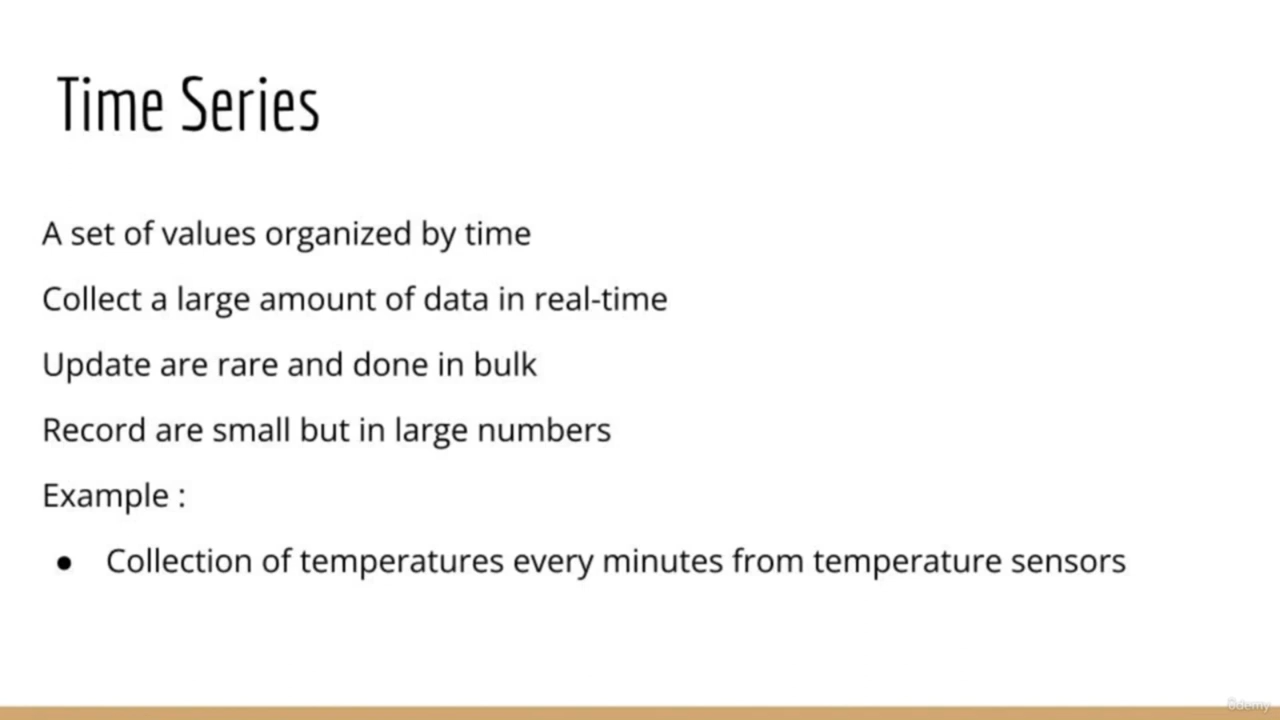 Time Series
A set of values organized by time
Collect a large amount of data in real-time
Update are rare and done in bulk
Record are small but in large numbers
Example :
● Collection of temperatures every minutes from temperature sensors
ûdemy